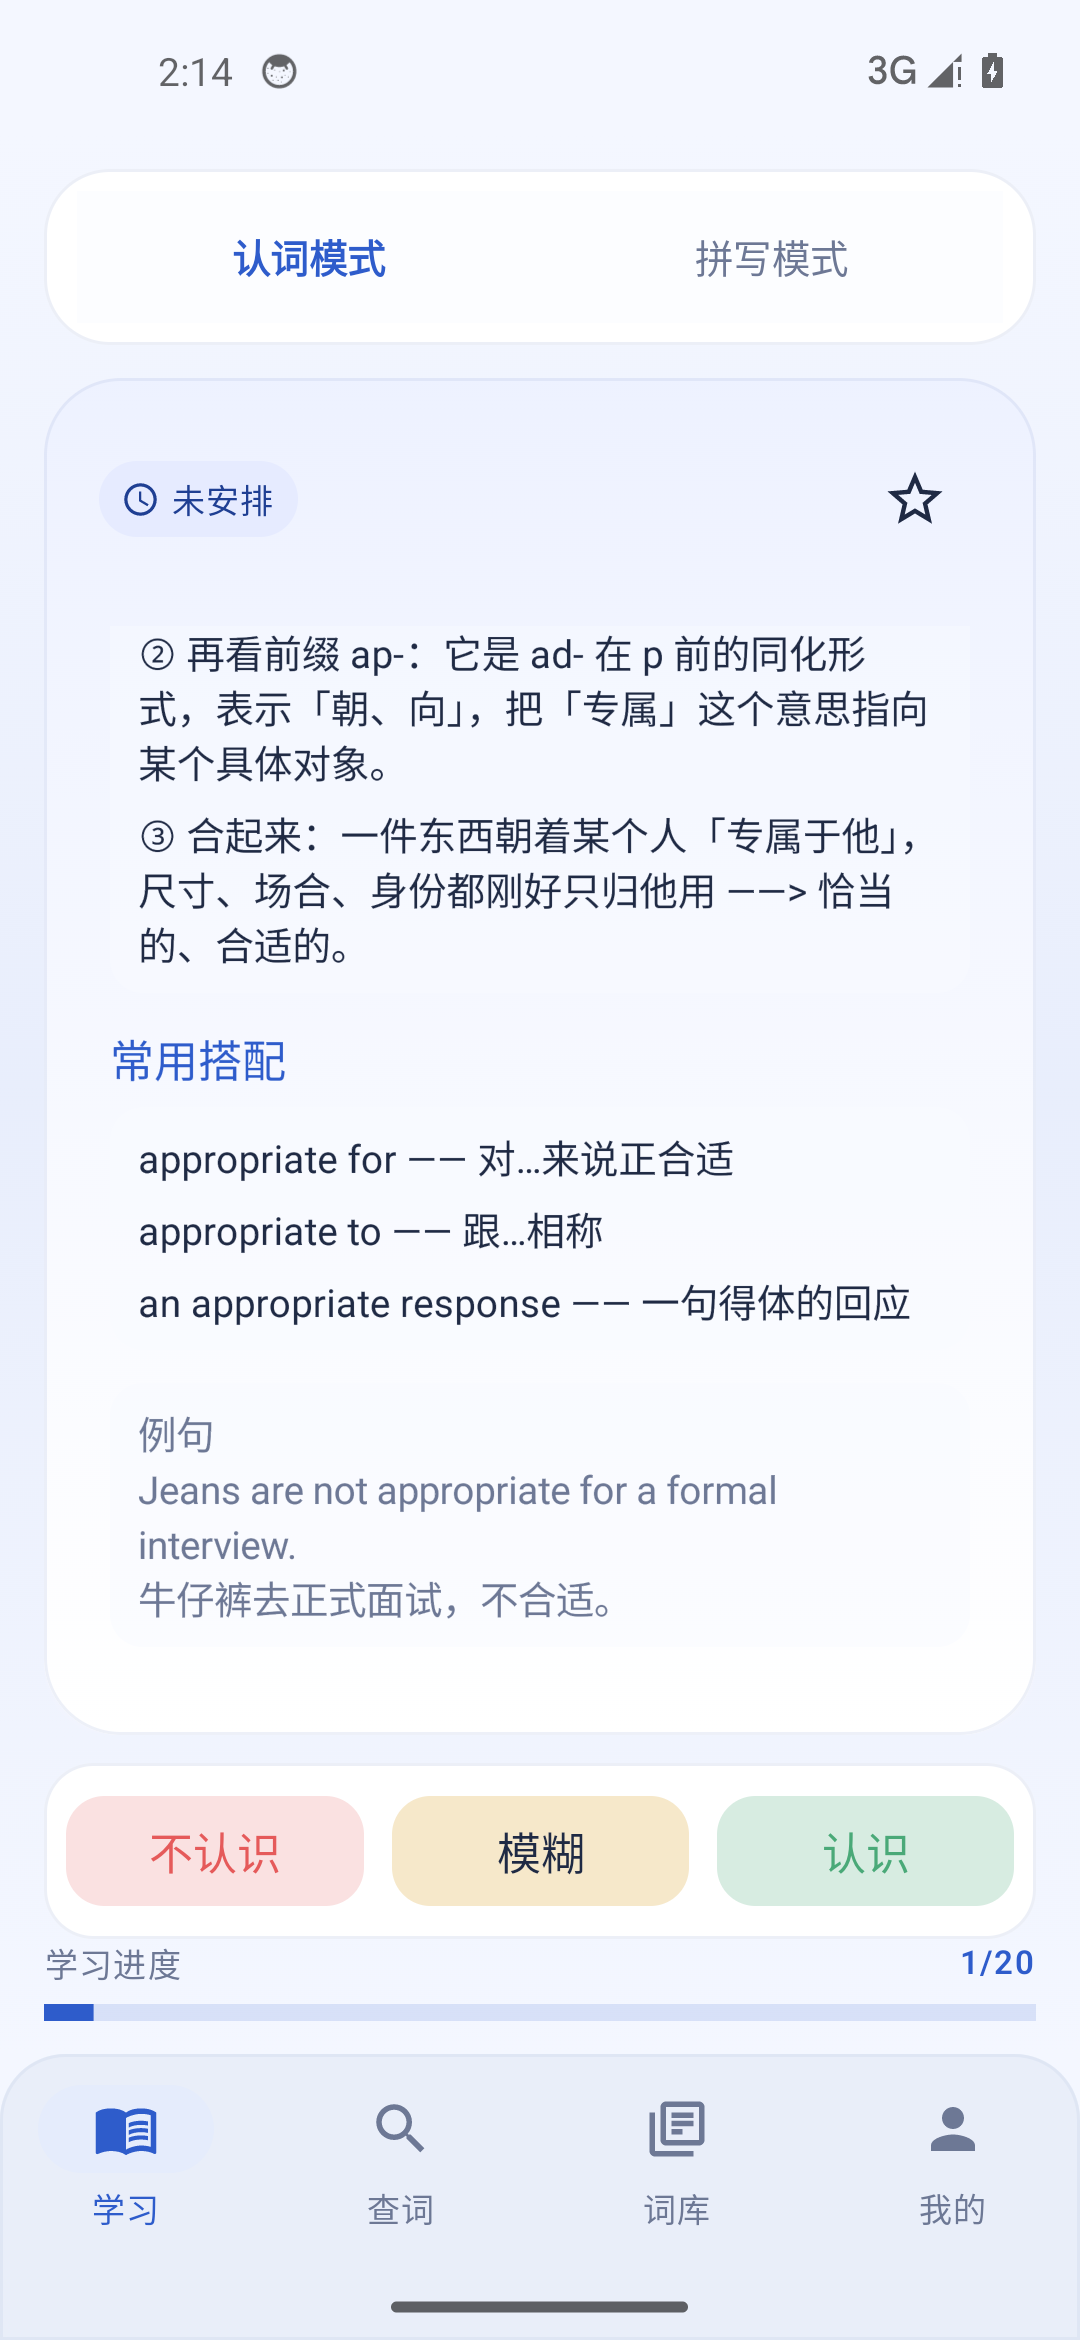 2:14
3G
认词模式
拼写模式
未安排
② 再看前缀 ap-：它是 ad- 在 p 前的同化形
式，表示「朝、向」，把「专属」这个意思指向
某个具体对象。
③ 合起来：一件东西朝着某个人「专属于他」，
尺寸、场合、身份都刚好只归他用 ——> 恰当
的、合适的。
常用搭配
appropriate for —— 对…来说正合适
appropriate to —— 跟…相称
an appropriate response —— 一句得体的回应
例句
Jeans are not appropriate for a formal
interview.
牛仔裤去正式面试，不合适。
不认识
模糊
认识
学习进度
1/20
学习
查词
词库
我的